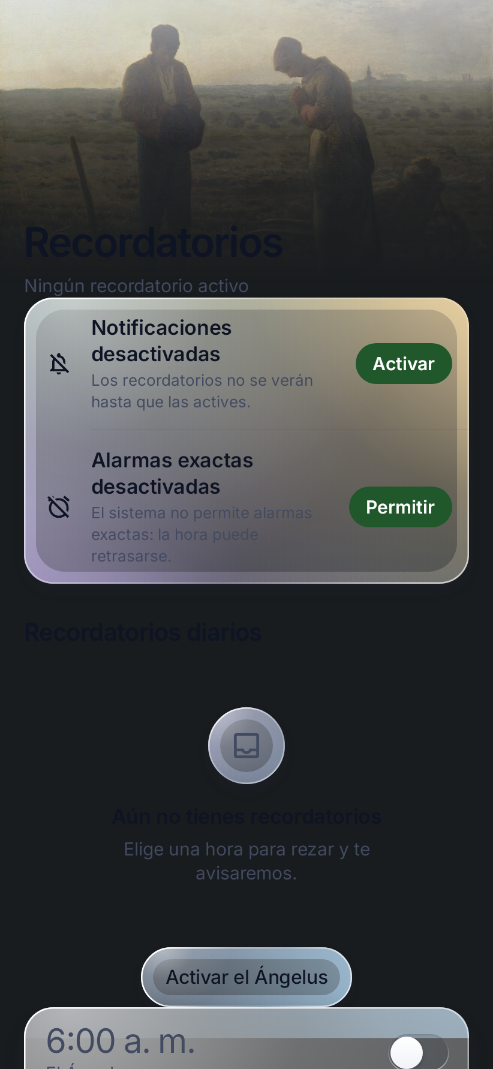 Recordatorios
Ningún recordatorio activo
Notificaciones
desactivadas
Los recordatorios no se verán
hasta que las actives.
Activar
Alarmas exactas
desactivadas
El sistema no permite alarmas
exactas: la hora puede
retrasarse.
Permitir
Recordatorios diarios
Aún no tienes recordatorios
Elige una hora para rezar y te
avisaremos.
Activar el Ángelus
6:00 a. m.